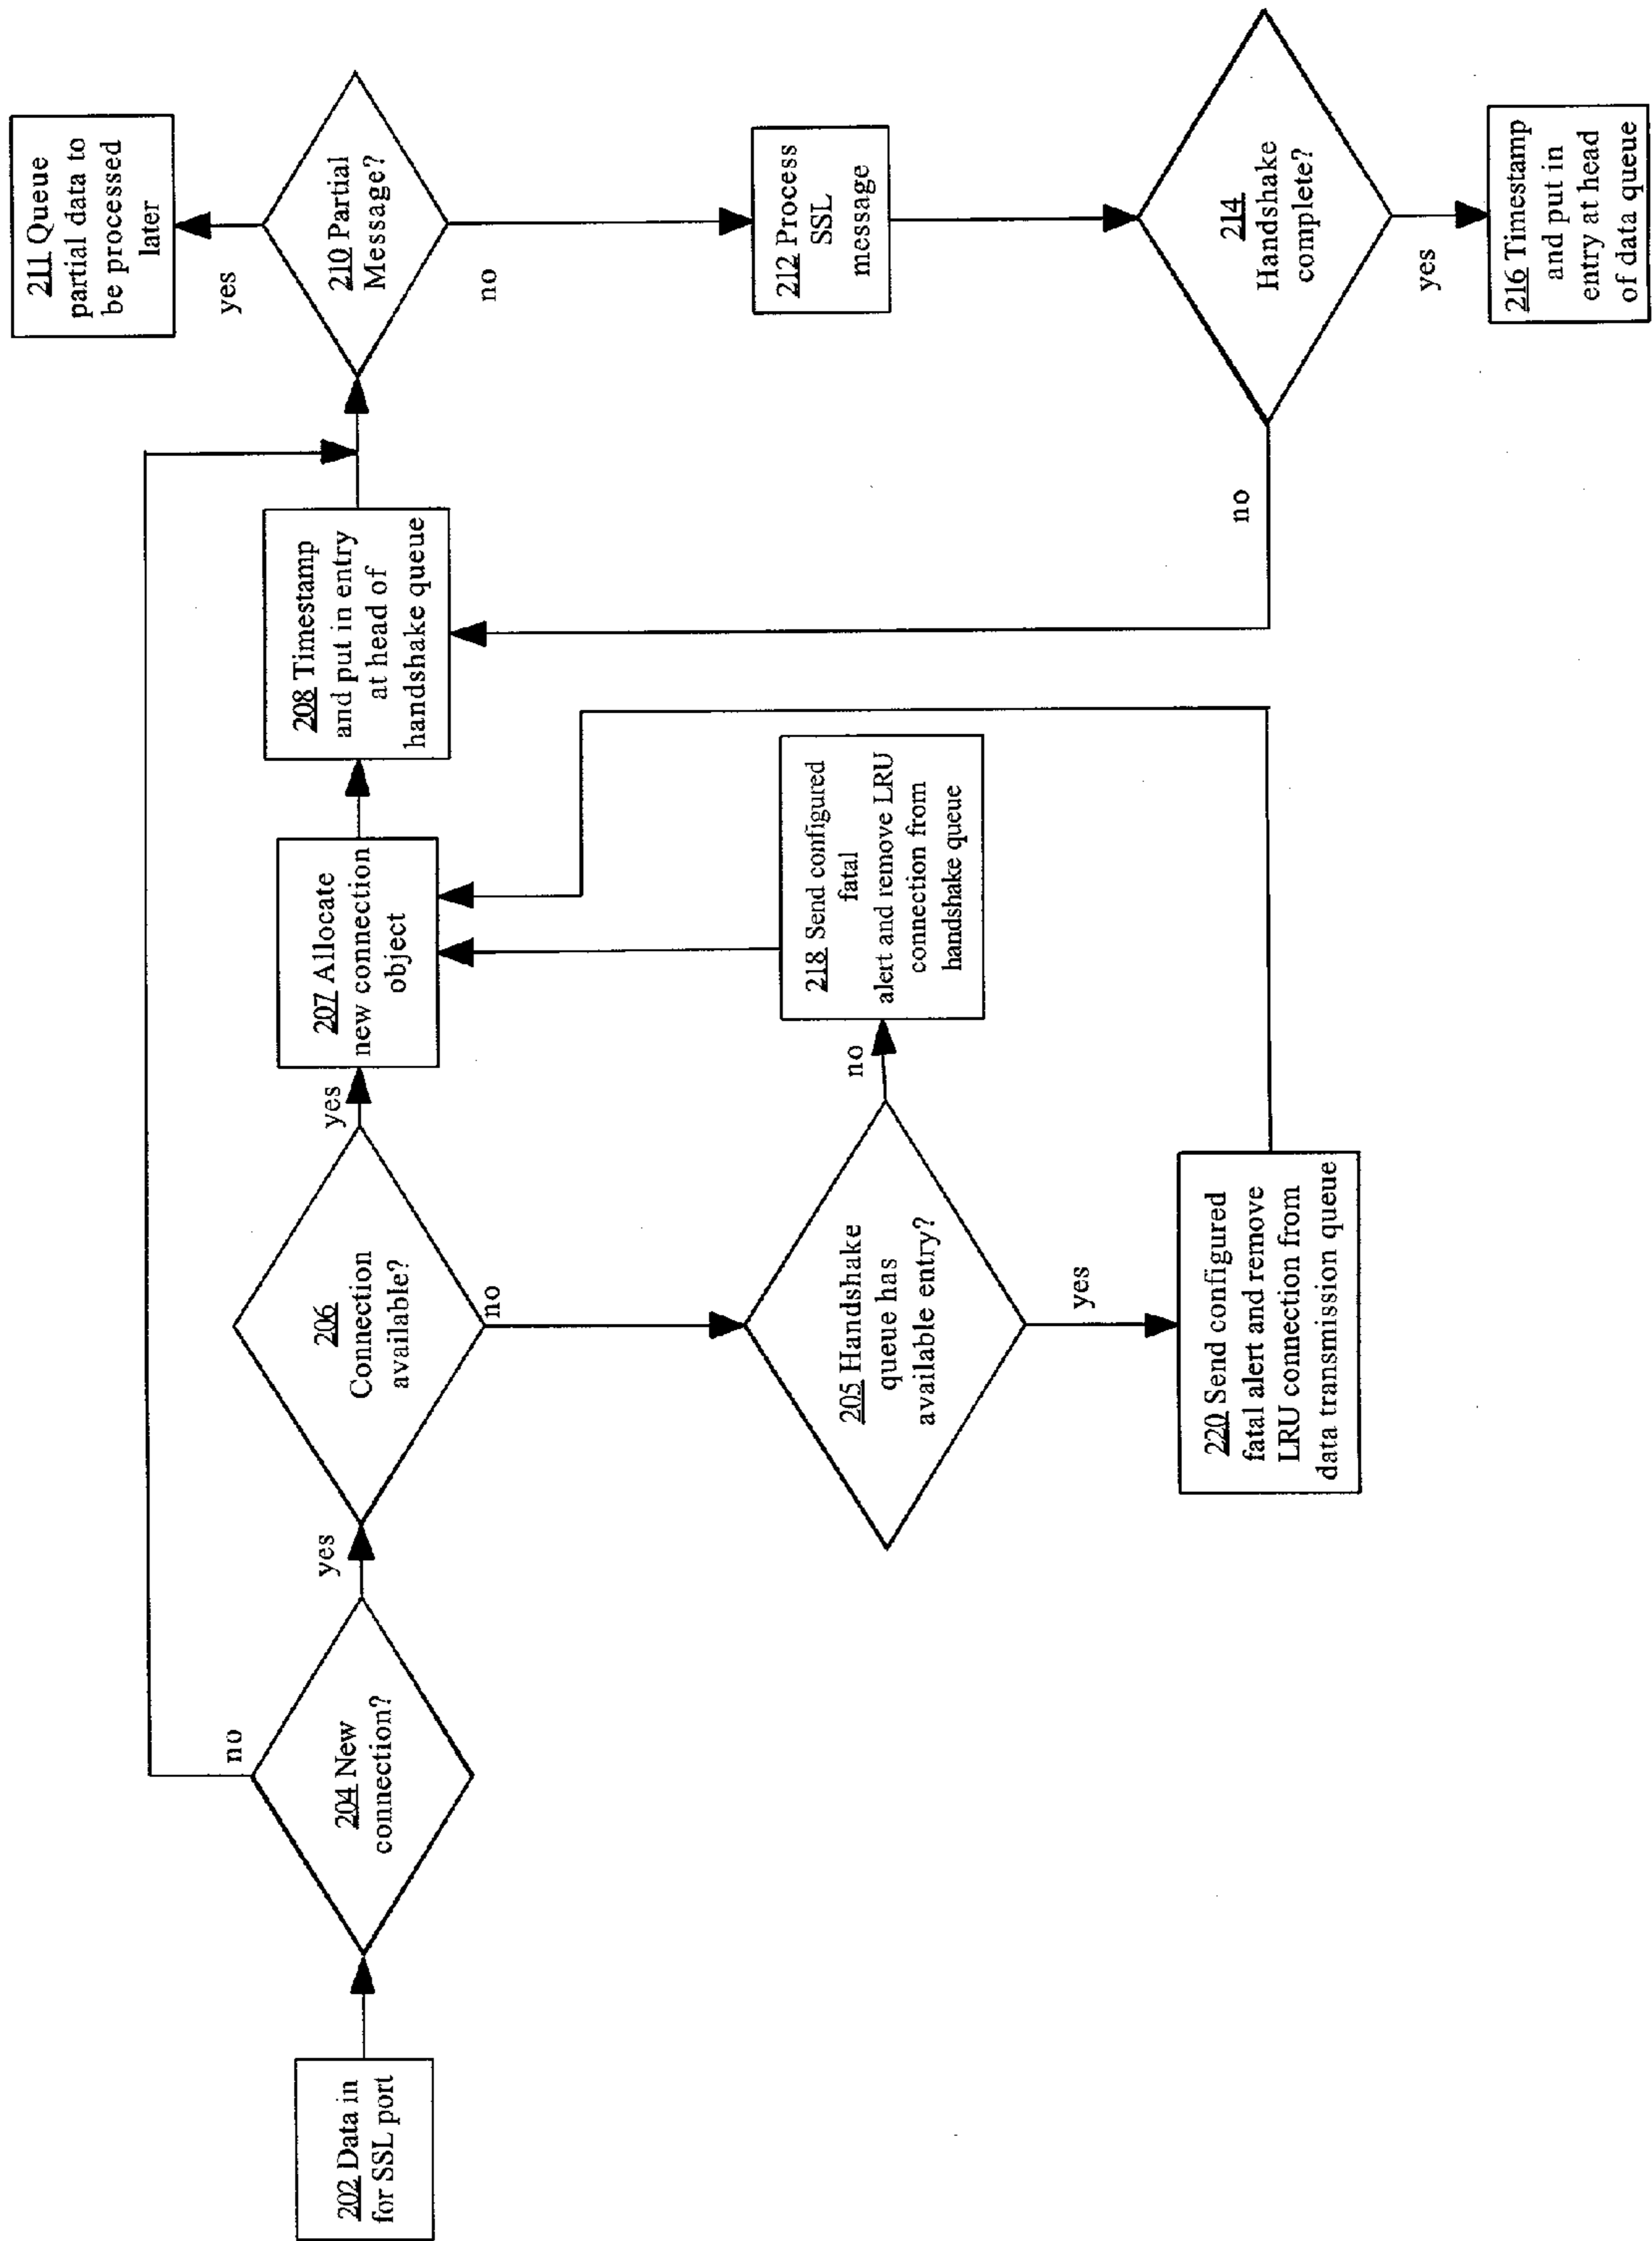 202 Data in
for SSL port
204 New
connection?
no
yes
206
Connection
available?
yes
no
207 Allocate
new connection
object
208 Timestamp
and put in entry
at head of
handshake queue
210 Partial
Message?
yes
no
211 Queue
partial data to
be processed
later
205 Handshake
queue has
available entry?
no
yes
218 Send configured
fatal
alert and remove LRU
connection from
handshake queue
220 Send configured
fatal alert and remove
LRU connection from
data transmission queue
212 Process
SSL
message
214
Handshake
complete?
no
yes
216 Timestamp
and put in
entry at head
of data queue